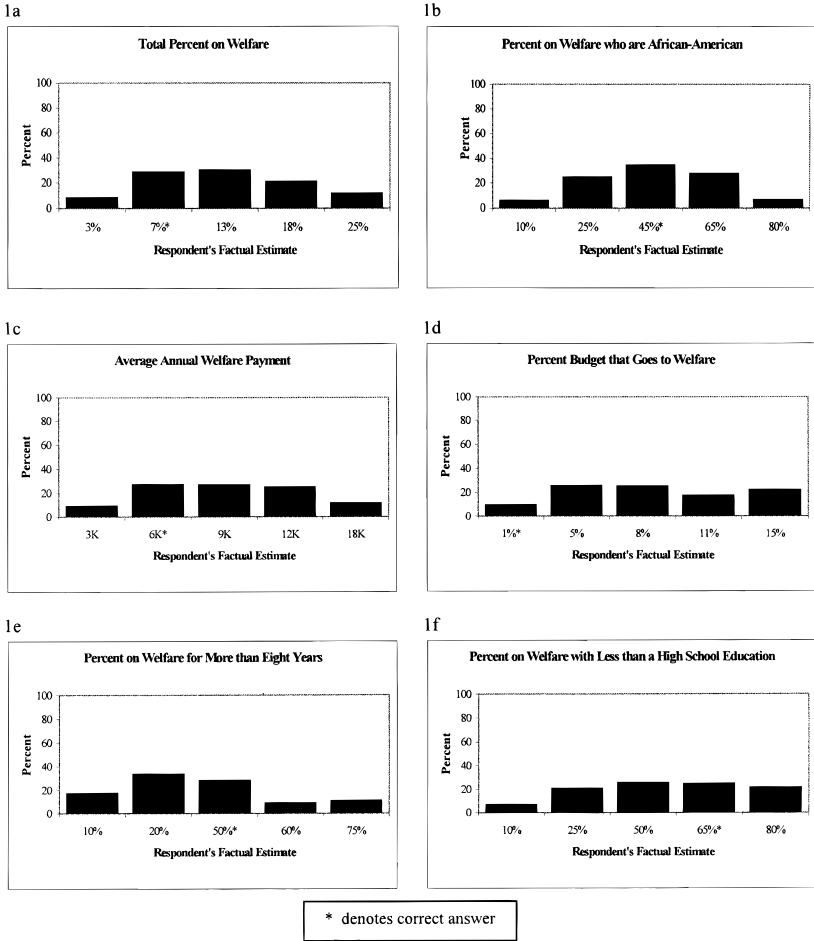 1a
Total Percent on Welfare
100
80
60
40
20
0
Percent
3% 7%* 13% 18% 25%
Respondent's Factual Estimate
1b
Percent on Welfare who are African-American
100
80
60
40
20
0
Percent
10% 25% 45%* 65% 80%
Respondent's Factual Estimate
1c
Average Annual Welfare Payment
100
80
60
40
20
0
Percent
3K 6K* 9K 12K 18K
Respondent's Factual Estimate
1d
Percent Budget that Goes to Welfare
100
80
60
40
20
0
Percent
1%* 5% 8% 11% 15%
Respondent's Factual Estimate
1e
Percent on Welfare for More than Eight Years
100
80
60
40
20
0
Percent
10% 20% 50%* 60% 75%
Respondent's Factual Estimate
1f
Percent on Welfare with Less than a High School Education
100
80
60
40
20
0
Percent
10% 25% 50% 65%* 80%
Respondent's Factual Estimate
* denotes correct answer